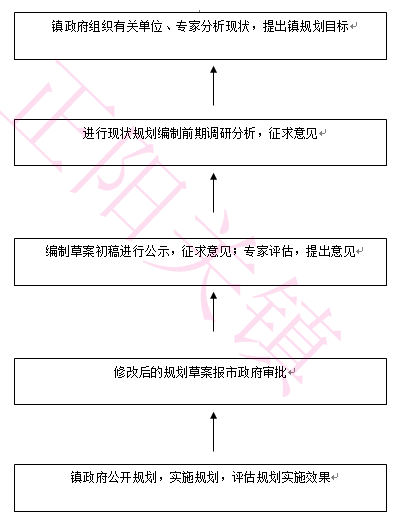 镇政府组织有关单位、专家分析现状，提出镇规划目标
进行现状规划编制前期调研分析，征求意见
编制草案初稿进行公示，征求意见；专家评估，提出意见
修改后的规划草案报市政府审批
镇政府公开规划，实施规划，评估规划实施效果
正阳关镇